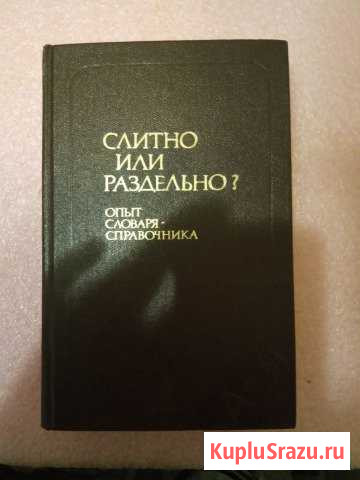 СЛИТНО
ИЛИ
РАЗДЕЛЬНО?
ОПЫТ
СЛОВАРЯ-
СПРАВОЧНИКА
KupluSrazu.ru